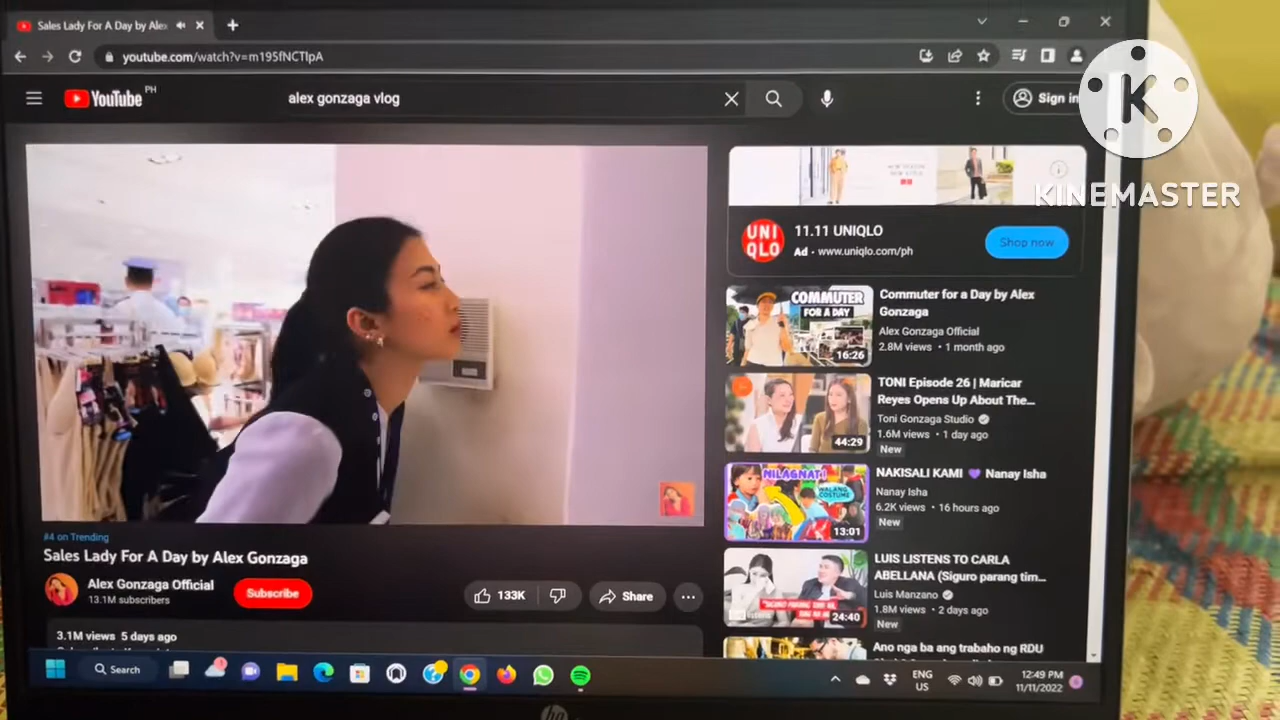 Sales Lady For A Day by Alex
youtube.com/watch?v=m195fNCTlpA
YouTube PH
alex gonzaga vlog
Sign in
K
KINEMASTER
UNI
QLO
11.11 UNIQLO
Ad · www.uniqlo.com/ph
Shop now
COMMUTER
FOR A DAY
16:26
Commuter for a Day by Alex
Gonzaga
Alex Gonzaga Official
2.8M views • 1 month ago
44:29
TONI Episode 26 | Maricar
Reyes Opens Up About The...
Toni Gonzaga Studio
1.6M views • 1 day ago
New
NILAGNAT!
WALANG
COSTUME
13:01
NAKISALI KAMI 💜 Nanay Isha
Nanay Isha
6.2K views • 16 hours ago
New
24:40
LUIS LISTENS TO CARLA
ABELLANA (Siguro parang tim...
Luis Manzano
1.8M views • 2 days ago
New
Ano nga ba ang trabaho ng RDU
#4 on Trending
Sales Lady For A Day by Alex Gonzaga
Alex Gonzaga Official
13.1M subscribers
Subscribe
133K
Share
3.1M views 5 days ago
Search
ENG
US
12:49 PM
11/11/2022
hp